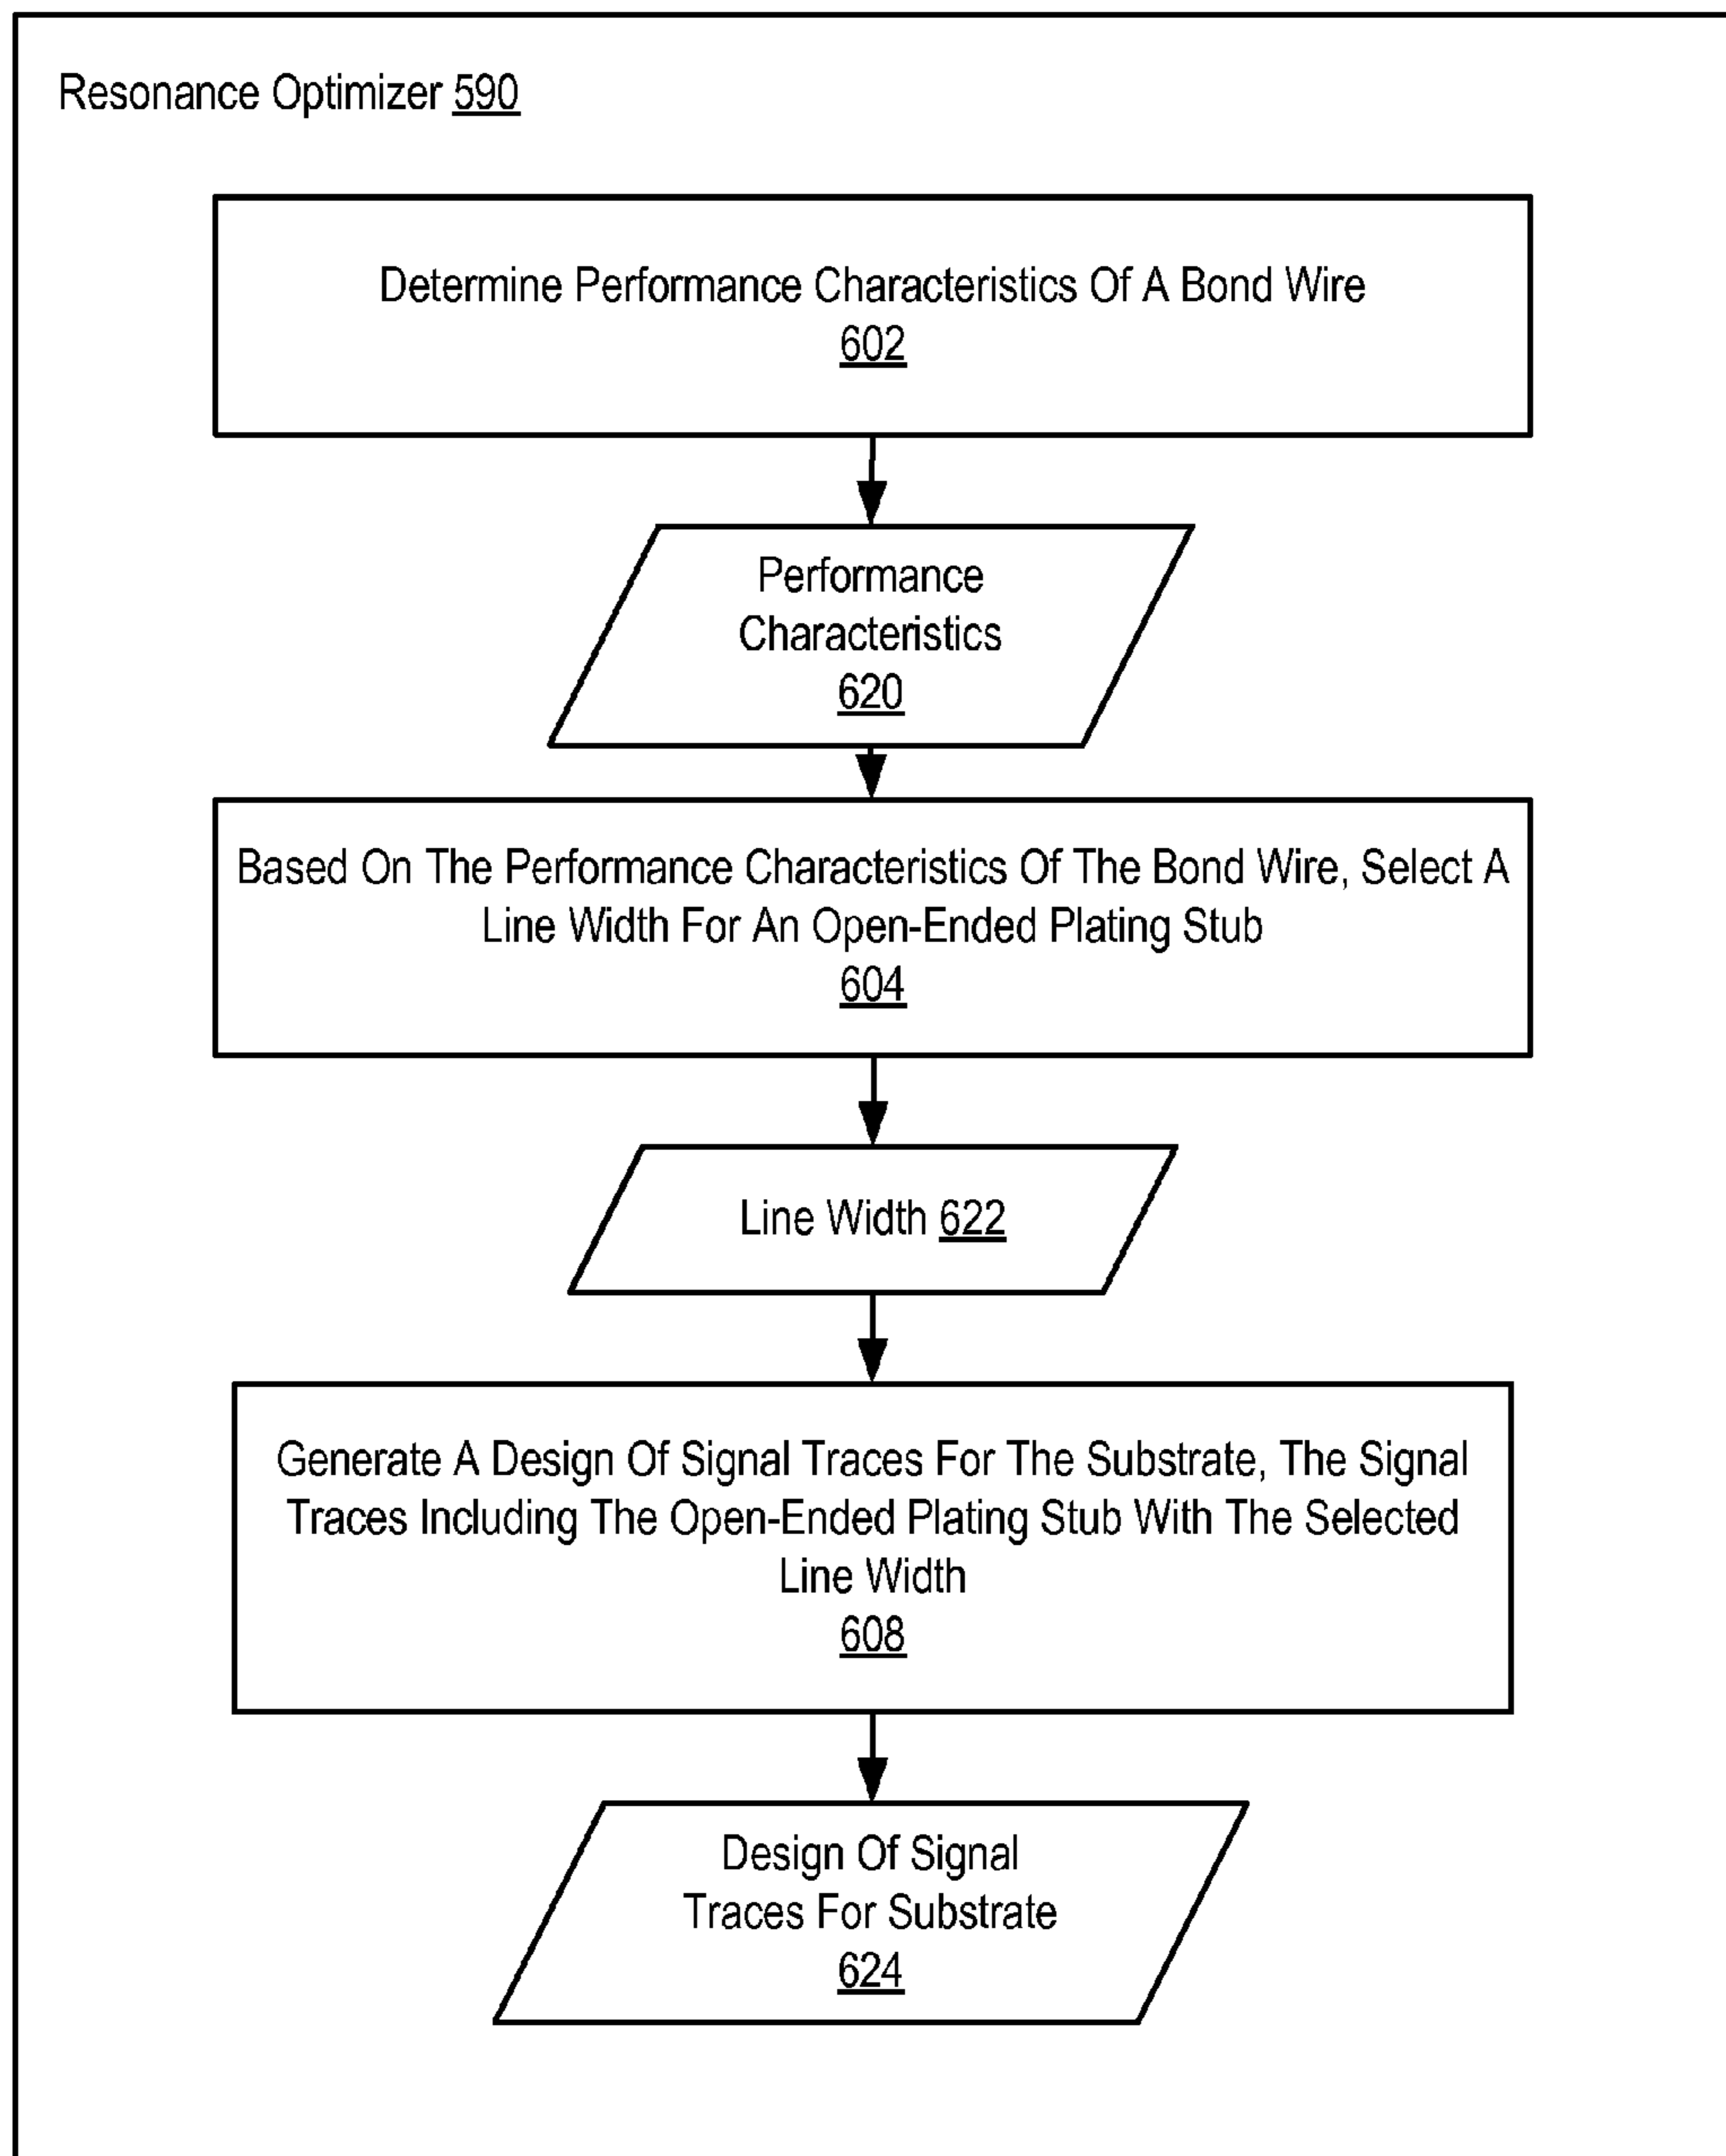 Resonance Optimizer 590
Determine Performance Characteristics Of A Bond Wire
602
Performance
Characteristics
620
Based On The Performance Characteristics Of The Bond Wire, Select A
Line Width For An Open-Ended Plating Stub
604
Line Width 622
Generate A Design Of Signal Traces For The Substrate, The Signal
Traces Including The Open-Ended Plating Stub With The Selected
Line Width
608
Design Of Signal
Traces For Substrate
624